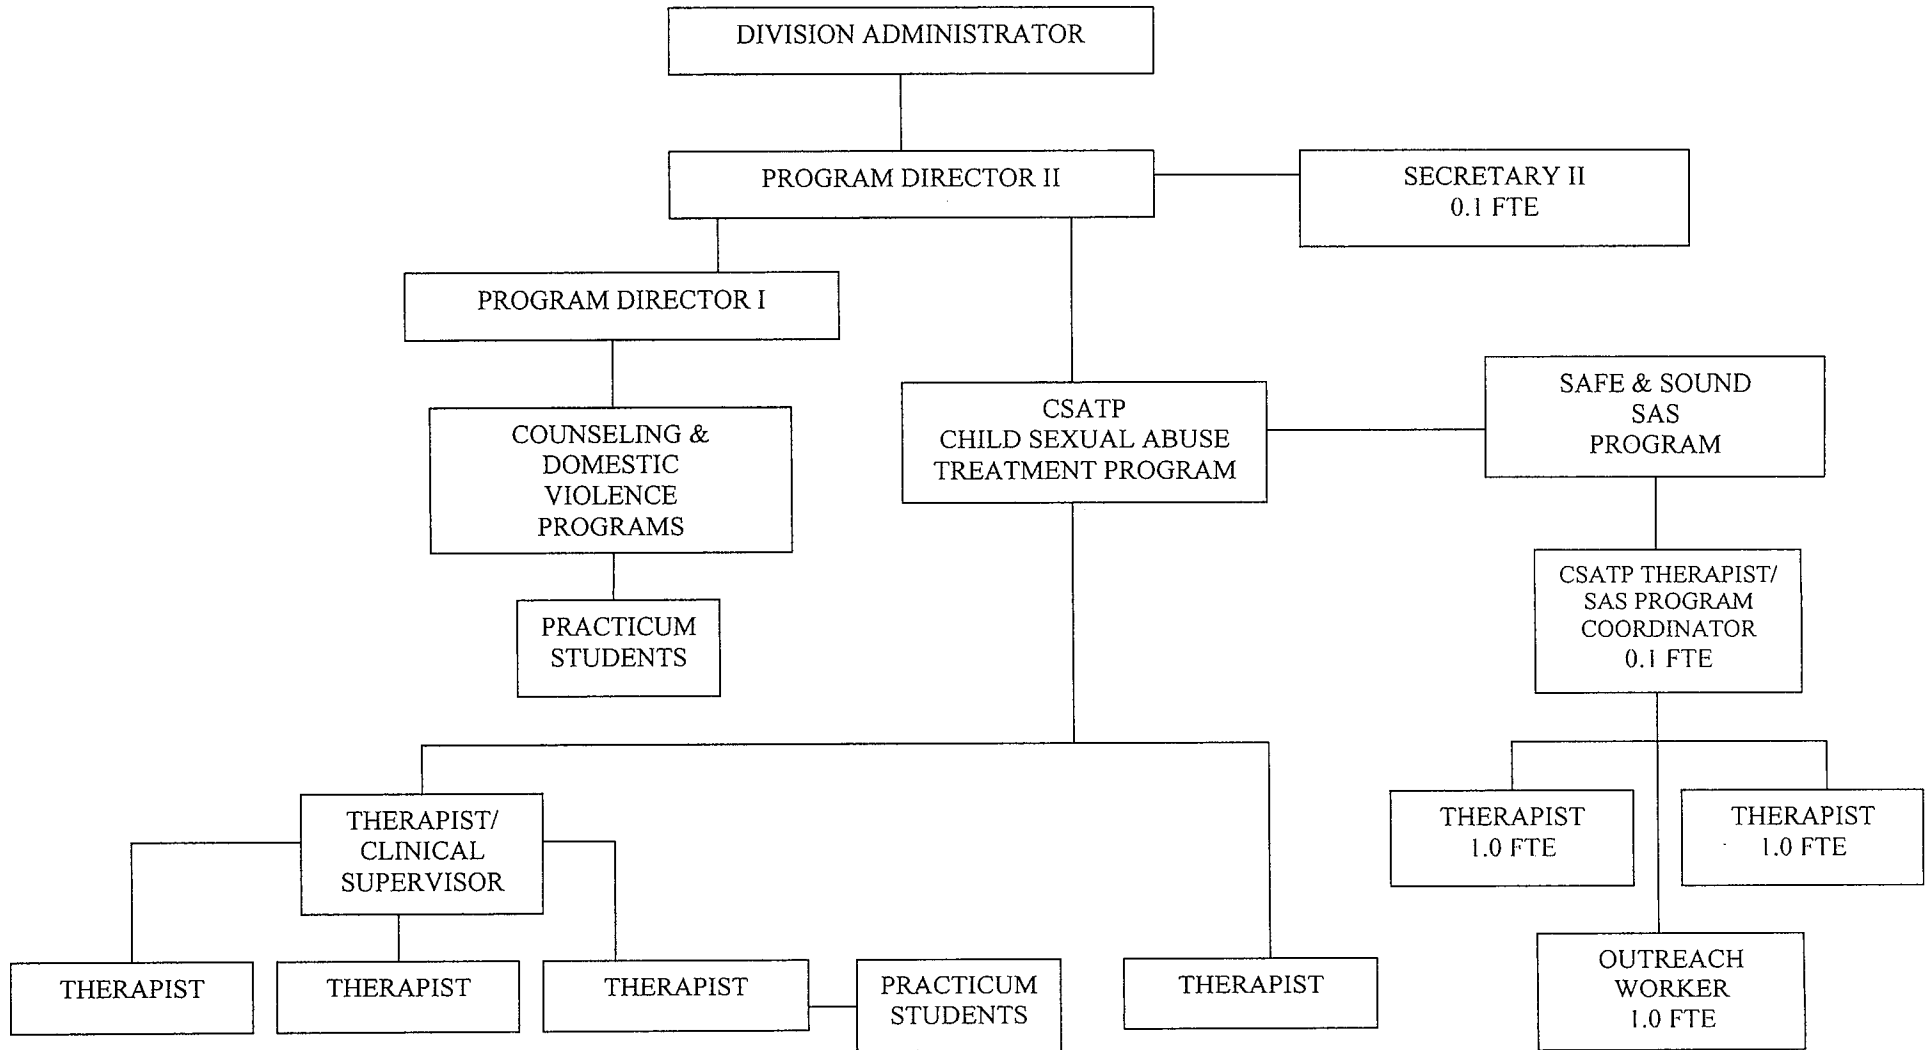 DIVISION ADMINISTRATOR
PROGRAM DIRECTOR II
SECRETARY II
0.1 FTE
PROGRAM DIRECTOR I
COUNSELING &
DOMESTIC
VIOLENCE
PROGRAMS
PRACTICUM
STUDENTS
CSATP
CHILD SEXUAL ABUSE
TREATMENT PROGRAM
SAFE & SOUND
SAS
PROGRAM
CSATP THERAPIST/
SAS PROGRAM
COORDINATOR
0.1 FTE
THERAPIST
1.0 FTE
THERAPIST
1.0 FTE
OUTREACH
WORKER
1.0 FTE
THERAPIST/
CLINICAL
SUPERVISOR
THERAPIST
THERAPIST
THERAPIST
PRACTICUM
STUDENTS
THERAPIST